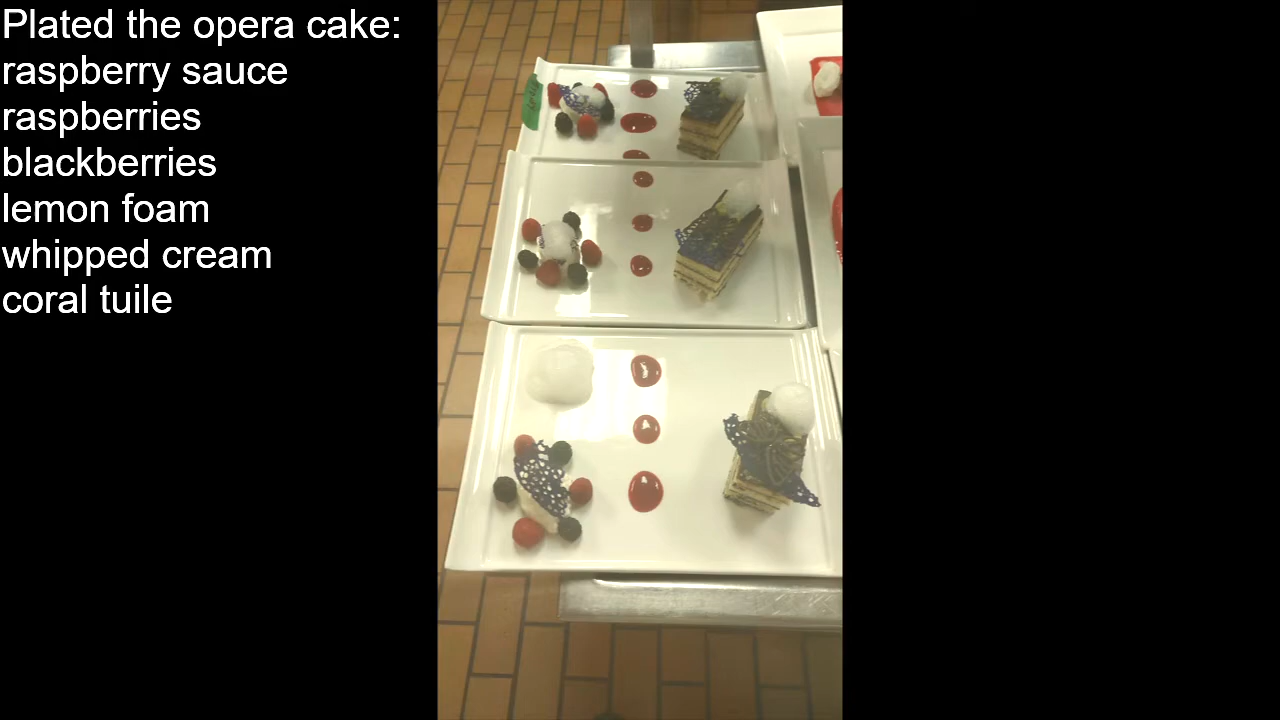 Plated the opera cake:
raspberry sauce
raspberries
blackberries
lemon foam
whipped cream
coral tuile